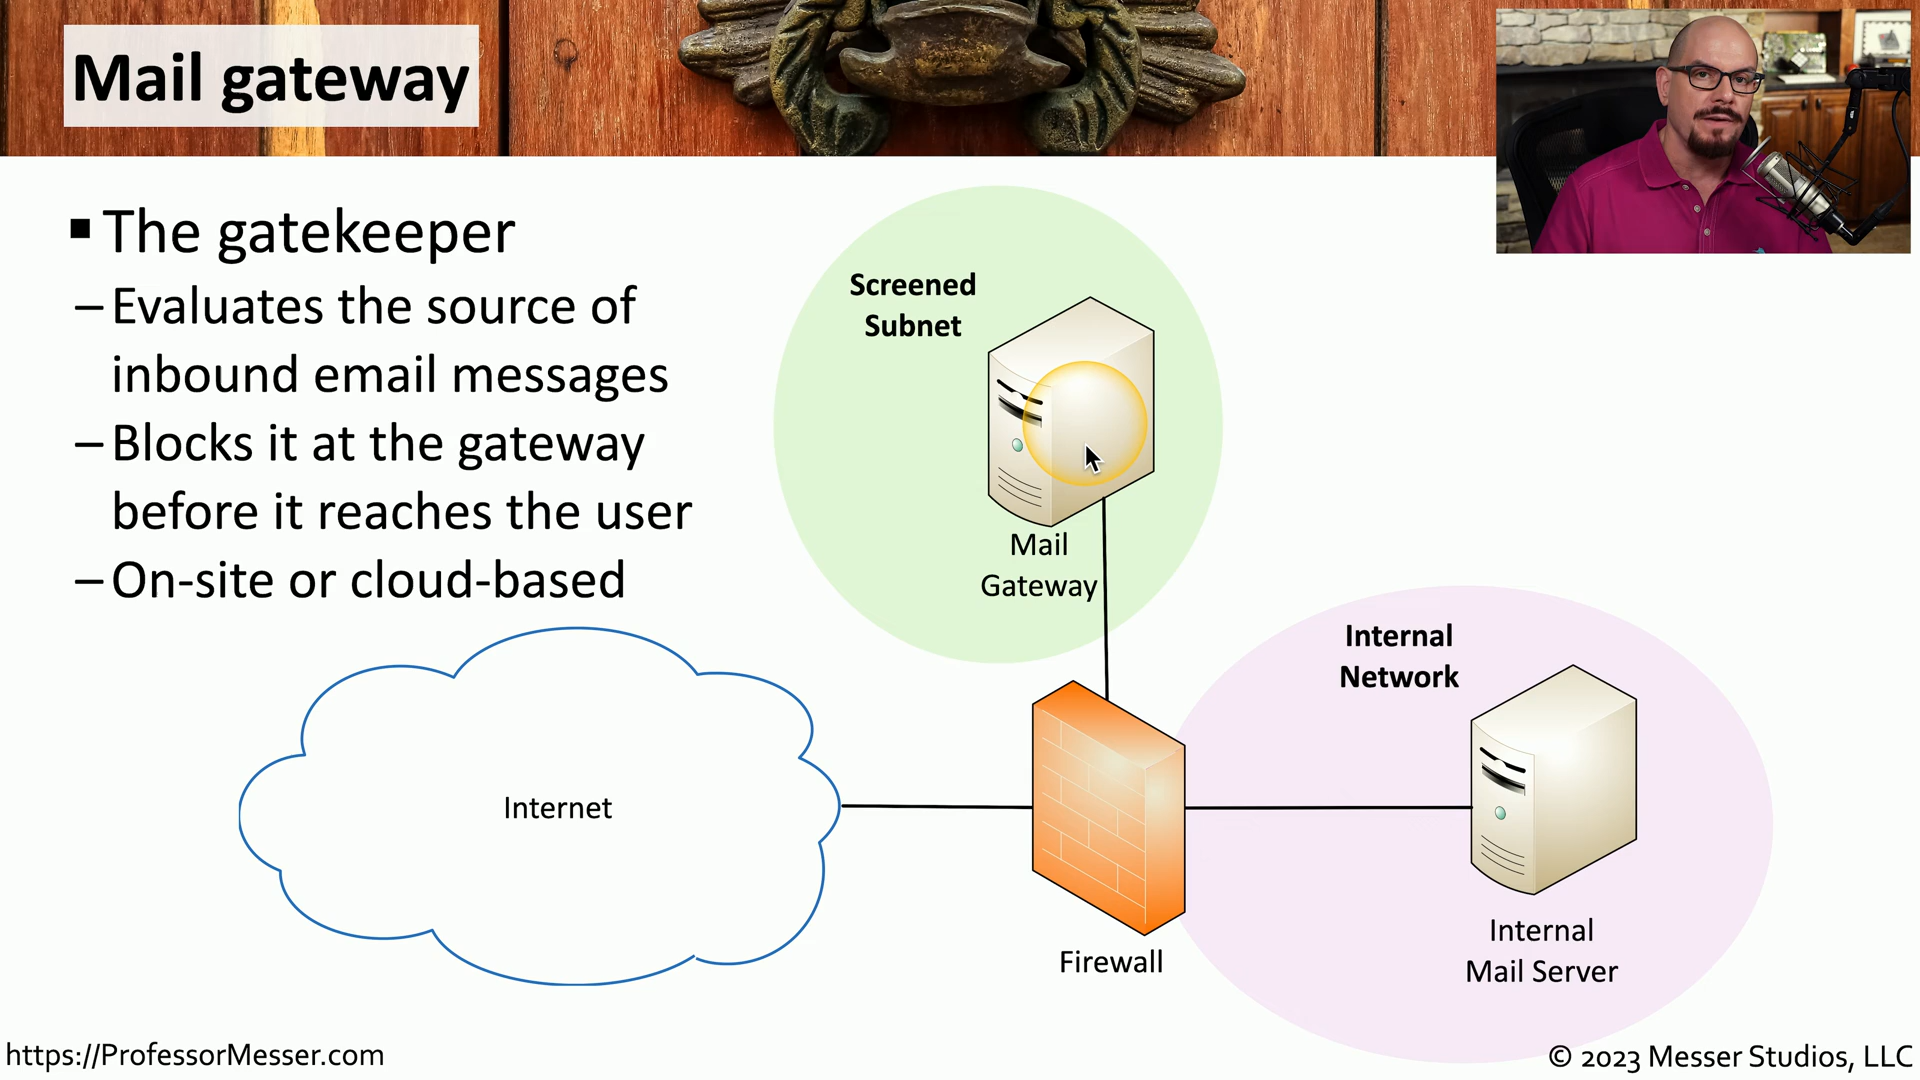 Mail gateway
▪ The gatekeeper
– Evaluates the source of
inbound email messages
– Blocks it at the gateway
before it reaches the user
– On-site or cloud-based
Screened
Subnet
Mail
Gateway
Internal
Network
Internet
Firewall
Internal
Mail Server
https://ProfessorMesser.com
© 2023 Messer Studios, LLC